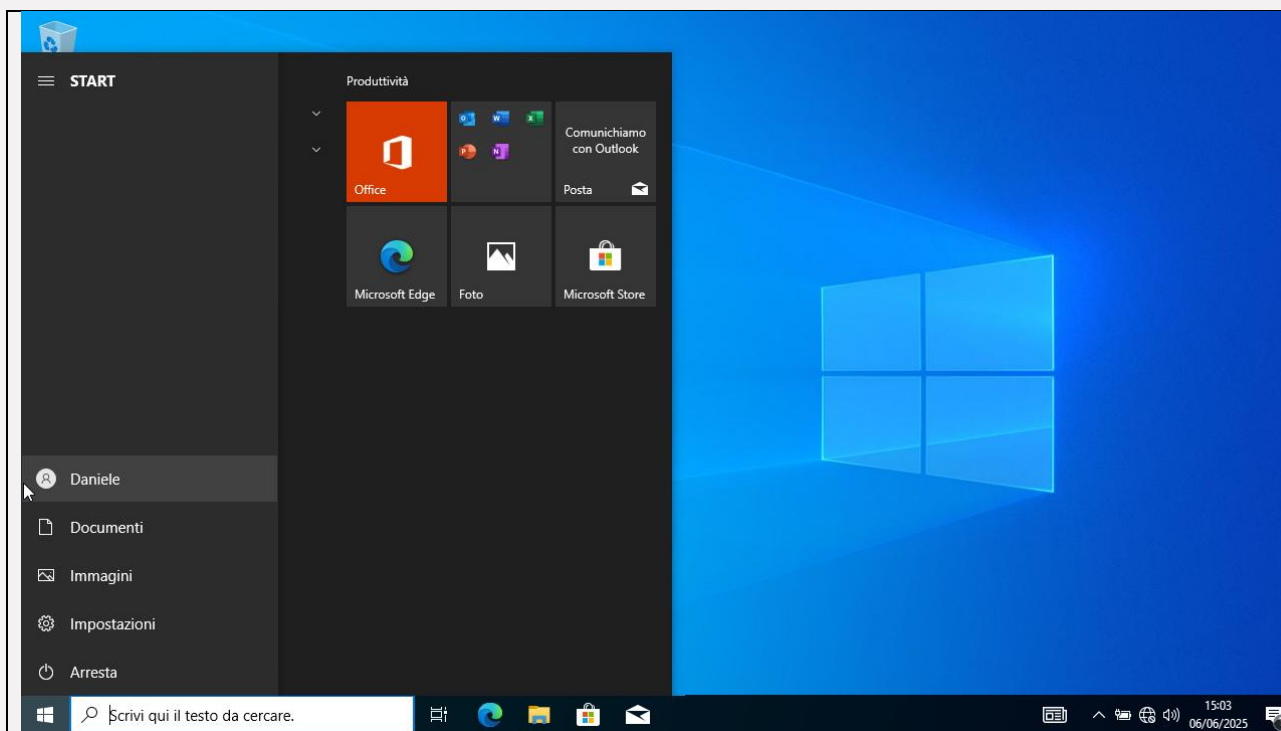 START
Produttività
Office
Comunichiamo
con Outlook
Posta
Microsoft Edge
Foto
Microsoft Store
Daniele
Documenti
Immagini
Impostazioni
Arresta
Scrivi qui il testo da cercare.
15:03
06/06/2025